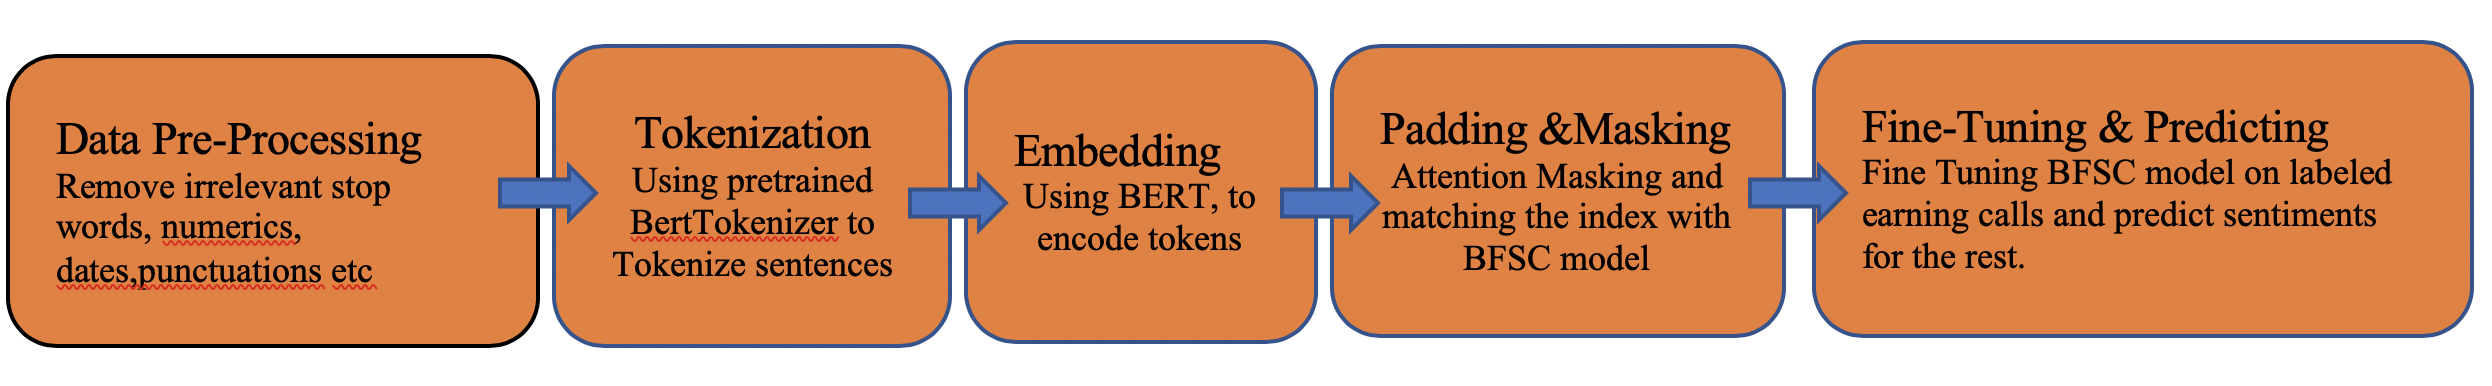 Data Pre-Processing
Remove irrelevant stop
words, numerics,
dates,punctuations etc
Tokenization
Using pretrained
BertTokenizer to
Tokenize sentences
Embedding
Using BERT, to
encode tokens
Padding &Masking
Attention Masking and
matching the index with
BFSC model
Fine-Tuning & Predicting
Fine Tuning BFSC model on labeled
earning calls and predict sentiments
for the rest.